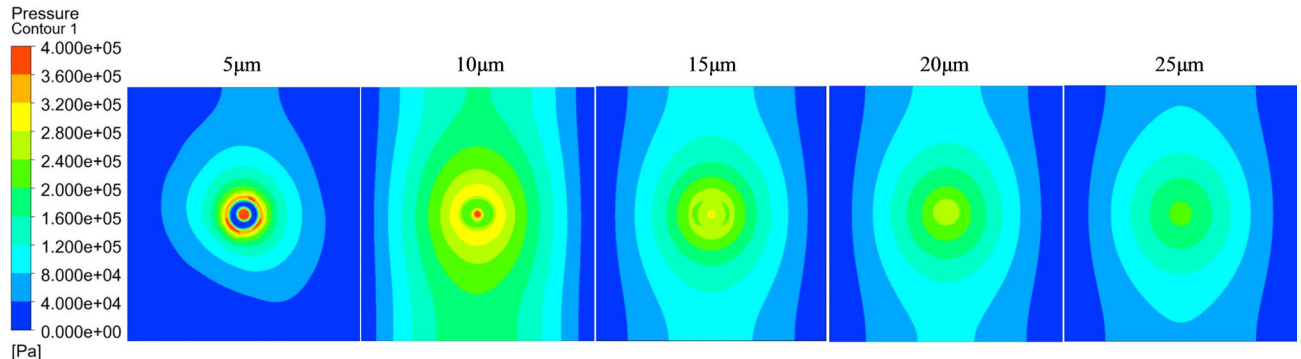 Pressure
Contour 1
4.000e+05
3.600e+05
3.200e+05
2.800e+05
2.400e+05
2.000e+05
1.600e+05
1.200e+05
8.000e+04
4.000e+04
0.000e+00
[Pa]
5μm
10μm
15μm
20μm
25μm